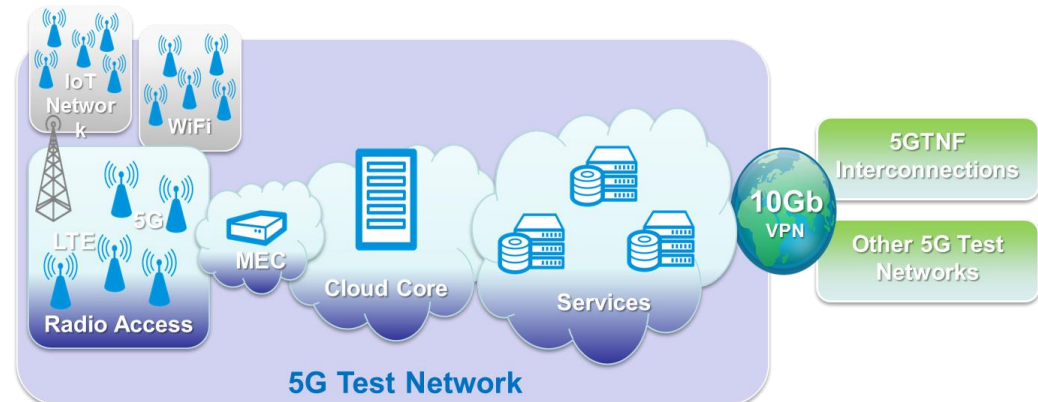 IoT
Networ
k
WiFi
5G
LTE
Radio Access
MEC
Cloud Core
Services
10Gb
VPN
5GTNF
Interconnections
Other 5G Test
Networks
5G Test Network